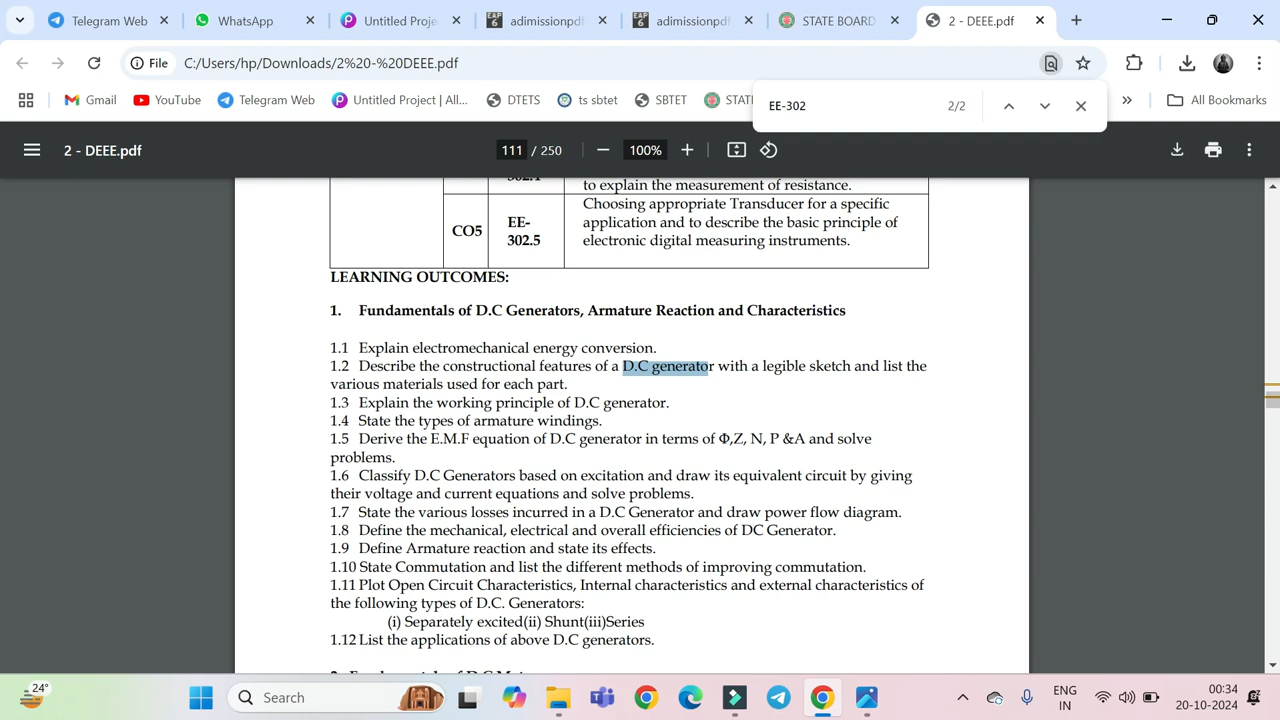 Telegram Web
WhatsApp
Untitled Proje
adimissionpdf
adimissionpdf
STATE BOARD
2 - DEEE.pdf
File
C:/Users/hp/Downloads/2%20-%20DEEE.pdf
Gmail
YouTube
Telegram Web
Untitled Project | All...
DTETS
ts sbtet
SBTET
All Bookmarks
EE-302
2/2
2 - DEEE.pdf
111 / 250
100%
to explain the measurement of resistance.
CO5
EE-
302.5
Choosing appropriate Transducer for a specific
application and to describe the basic principle of
electronic digital measuring instruments.
LEARNING OUTCOMES:
1. Fundamentals of D.C Generators, Armature Reaction and Characteristics
1.1 Explain electromechanical energy conversion.
1.2 Describe the constructional features of a D.C generator with a legible sketch and list the
various materials used for each part.
1.3 Explain the working principle of D.C generator.
1.4 State the types of armature windings.
1.5 Derive the E.M.F equation of D.C generator in terms of Φ,Z, N, P &A and solve
problems.
1.6 Classify D.C Generators based on excitation and draw its equivalent circuit by giving
their voltage and current equations and solve problems.
1.7 State the various losses incurred in a D.C Generator and draw power flow diagram.
1.8 Define the mechanical, electrical and overall efficiencies of DC Generator.
1.9 Define Armature reaction and state its effects.
1.10 State Commutation and list the different methods of improving commutation.
1.11 Plot Open Circuit Characteristics, Internal characteristics and external characteristics of
the following types of D.C. Generators:
(i) Separately excited(ii) Shunt(iii)Series
1.12 List the applications of above D.C generators.
24°
Search
ENG
IN
00:34
20-10-2024